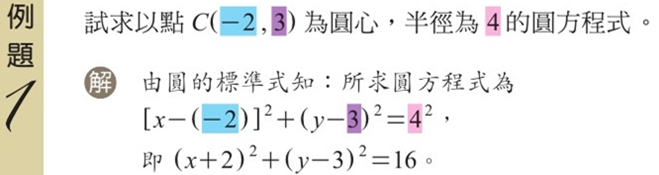 例題1
試求以點 C(−2,3) 為圓心，半徑為 4 的圓方程式。
解 由圓的標準式知：所求圓方程式為
[x−(−2)]²+(y−3)²=4²，
即 (x+2)²+(y−3)²=16。